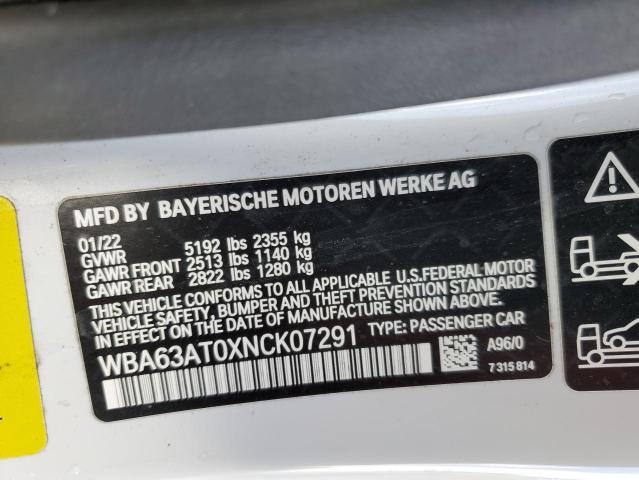 MFD BY BAYERISCHE MOTOREN WERKE AG
01/22
GVWR 5192 lbs 2355 kg
GAWR FRONT 2513 lbs 1140 kg
GAWR REAR 2822 lbs 1280 kg
THIS VEHICLE CONFORMS TO ALL APPLICABLE U.S.FEDERAL MOTOR
VEHICLE SAFETY, BUMPER, AND THEFT PREVENTION STANDARDS
IN EFFECT ON THE DATE OF MANUFACTURE SHOWN ABOVE.
WBA63AT0XNCK07291 TYPE: PASSENGER CAR
A96/0
7 315 814